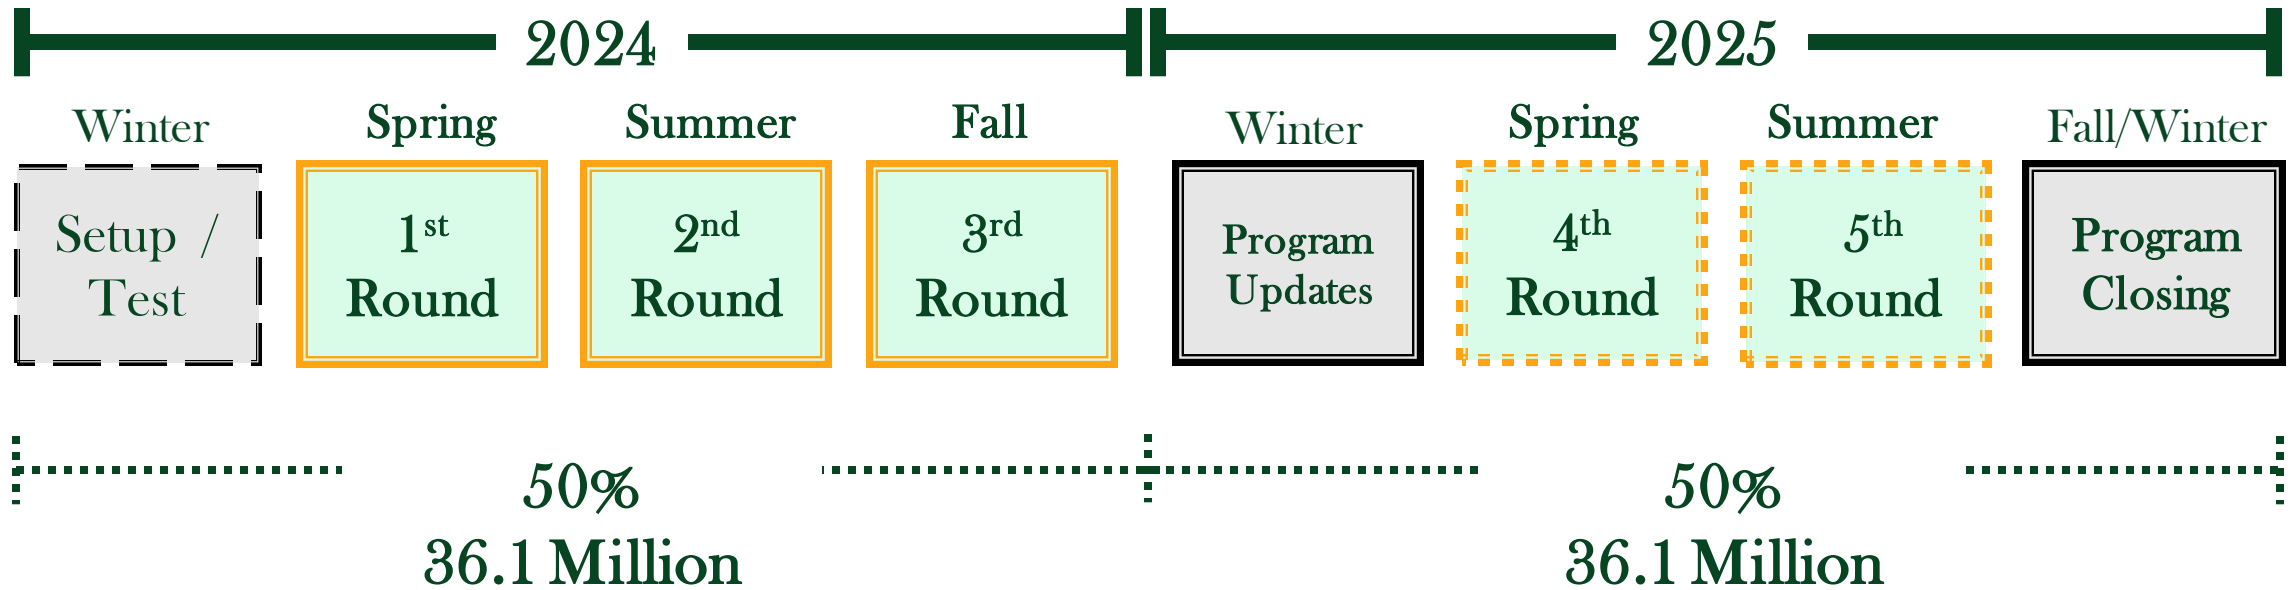 2024
2025
Winter
Spring
Summer
Fall
Winter
Spring
Summer
Fall/Winter
Setup /
Test
1st
Round
2nd
Round
3rd
Round
Program
Updates
4th
Round
5th
Round
Program
Closing
50%
36.1 Million
50%
36.1 Million